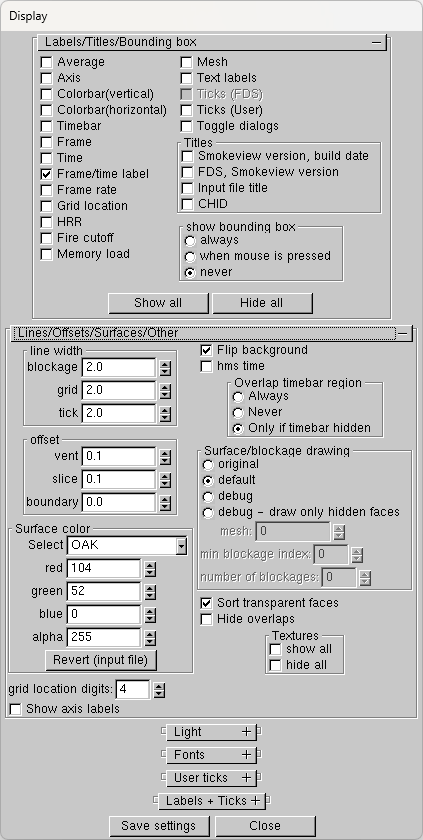 Display
Labels/Titles/Bounding box
Average
Axis
Colorbar(vertical)
Colorbar(horizontal)
Timebar
Frame
Time
Frame/time label
Frame rate
Grid location
HRR
Fire cutoff
Memory load
Mesh
Text labels
Ticks (FDS)
Ticks (User)
Toggle dialogs
Titles
Smokeview version, build date
FDS, Smokeview version
Input file title
CHID
show bounding box
always
when mouse is pressed
never
Show all
Hide all
Lines/Offsets/Surfaces/Other
line width
blockage 2.0
grid 2.0
tick 2.0
offset
vent 0.1
slice 0.1
boundary 0.0
Surface color
Select OAK
red 104
green 52
blue 0
alpha 255
Revert (input file)
grid location digits: 4
Show axis labels
Flip background
hms time
Overlap timebar region
Always
Never
Only if timebar hidden
Surface/blockage drawing
original
default
debug
debug - draw only hidden faces
mesh: 0
min blockage index: 0
number of blockages: 0
Sort transparent faces
Hide overlaps
Textures
show all
hide all
Light +
Fonts +
User ticks +
Labels + Ticks +
Save settings
Close